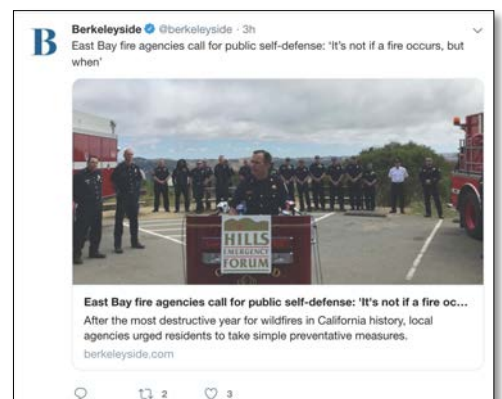 B
Berkeleyside @berkeleyside · 3h
East Bay fire agencies call for public self-defense: 'It's not if a fire occurs, but
when'
HILLS
EMERGENCY
FORUM
East Bay fire agencies call for public self-defense: 'It's not if a fire oc...
After the most destructive year for wildfires in California history, local
agencies urged residents to take simple preventative measures.
berkeleyside.com
2
3